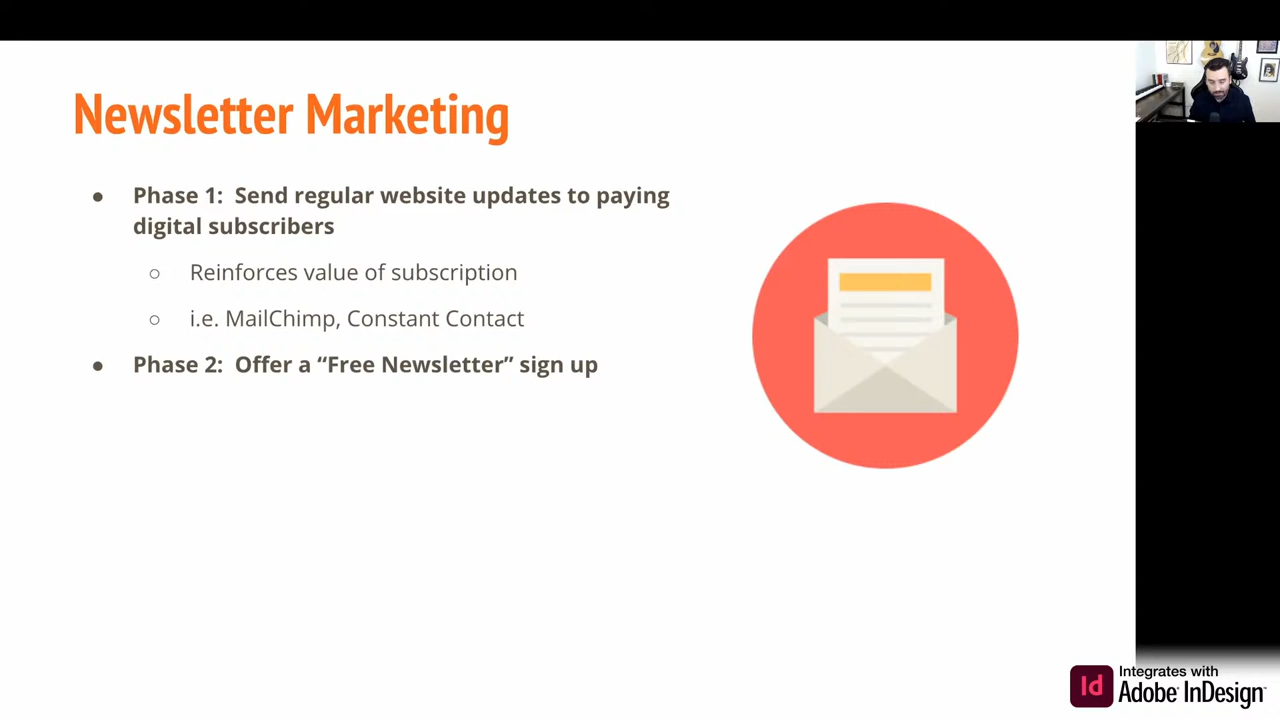 Newsletter Marketing
● Phase 1: Send regular website updates to paying
digital subscribers
○ Reinforces value of subscription
○ i.e. MailChimp, Constant Contact
● Phase 2: Offer a “Free Newsletter” sign up
Id
Integrates with
Adobe InDesign